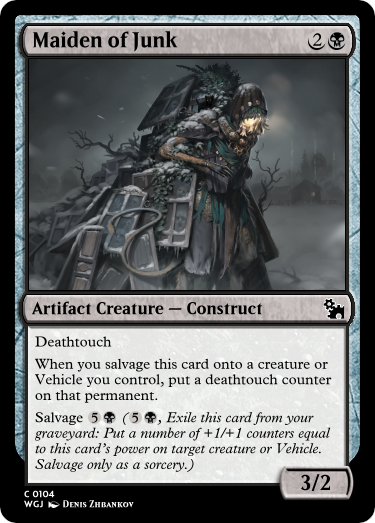 Maiden of Junk 2
Artifact Creature — Construct
Deathtouch
When you salvage this card onto a creature or
Vehicle you control, put a deathtouch counter
on that permanent.
Salvage 5 ( 5 , Exile this card from your
graveyard: Put a number of +1/+1 counters equal
to this card's power on target creature or Vehicle.
Salvage only as a sorcery.)
3/2
C 0104
WGJ Denis Zhbankov